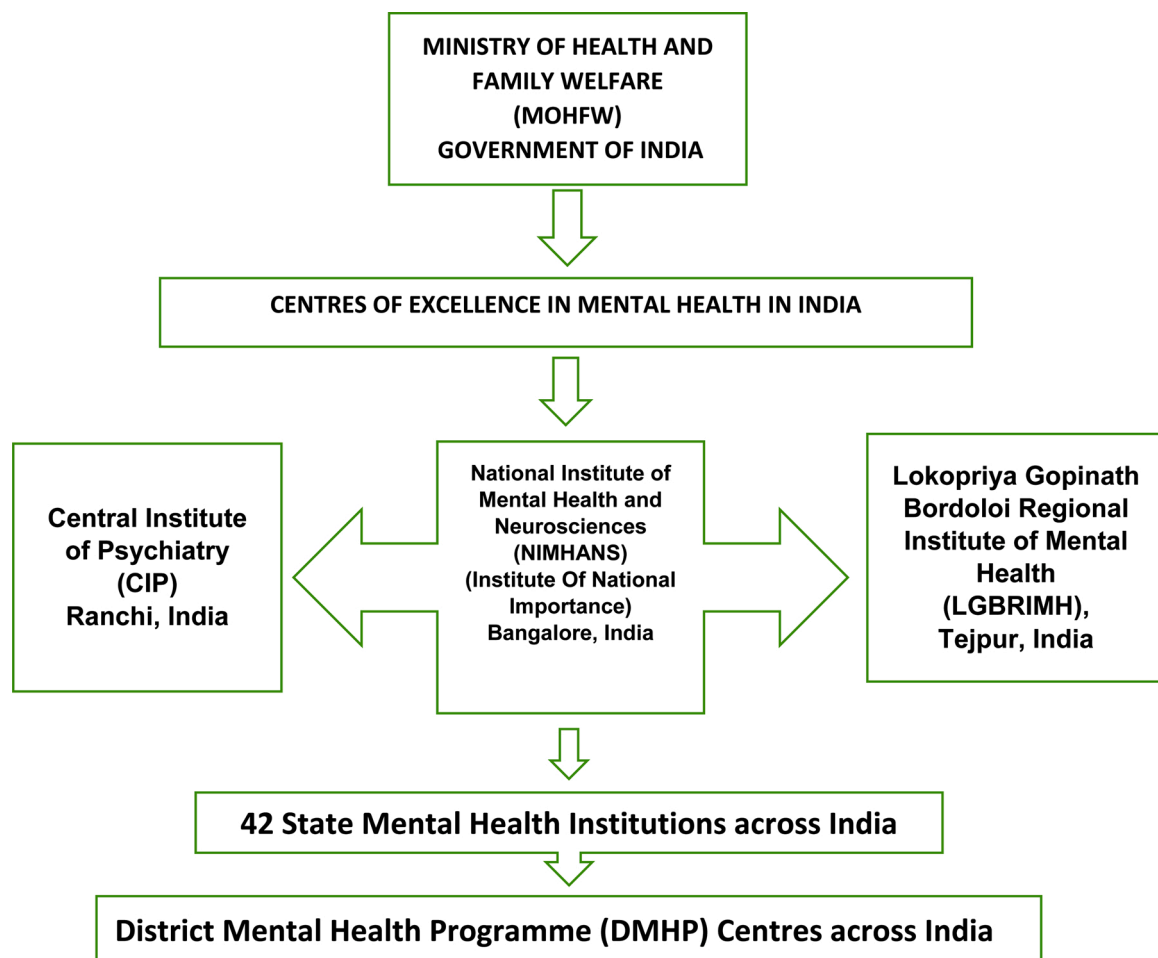 MINISTRY OF HEALTH AND
FAMILY WELFARE
(MOHFW)
GOVERNMENT OF INDIA
CENTRES OF EXCELLENCE IN MENTAL HEALTH IN INDIA
Central Institute
of Psychiatry
(CIP)
Ranchi, India
National Institute of
Mental Health and
Neurosciences
(NIMHANS)
(Institute Of National
Importance)
Bangalore, India
Lokopriya Gopinath
Bordoloi Regional
Institute of Mental
Health
(LGBRIMH),
Tejpur, India
42 State Mental Health Institutions across India
District Mental Health Programme (DMHP) Centres across India